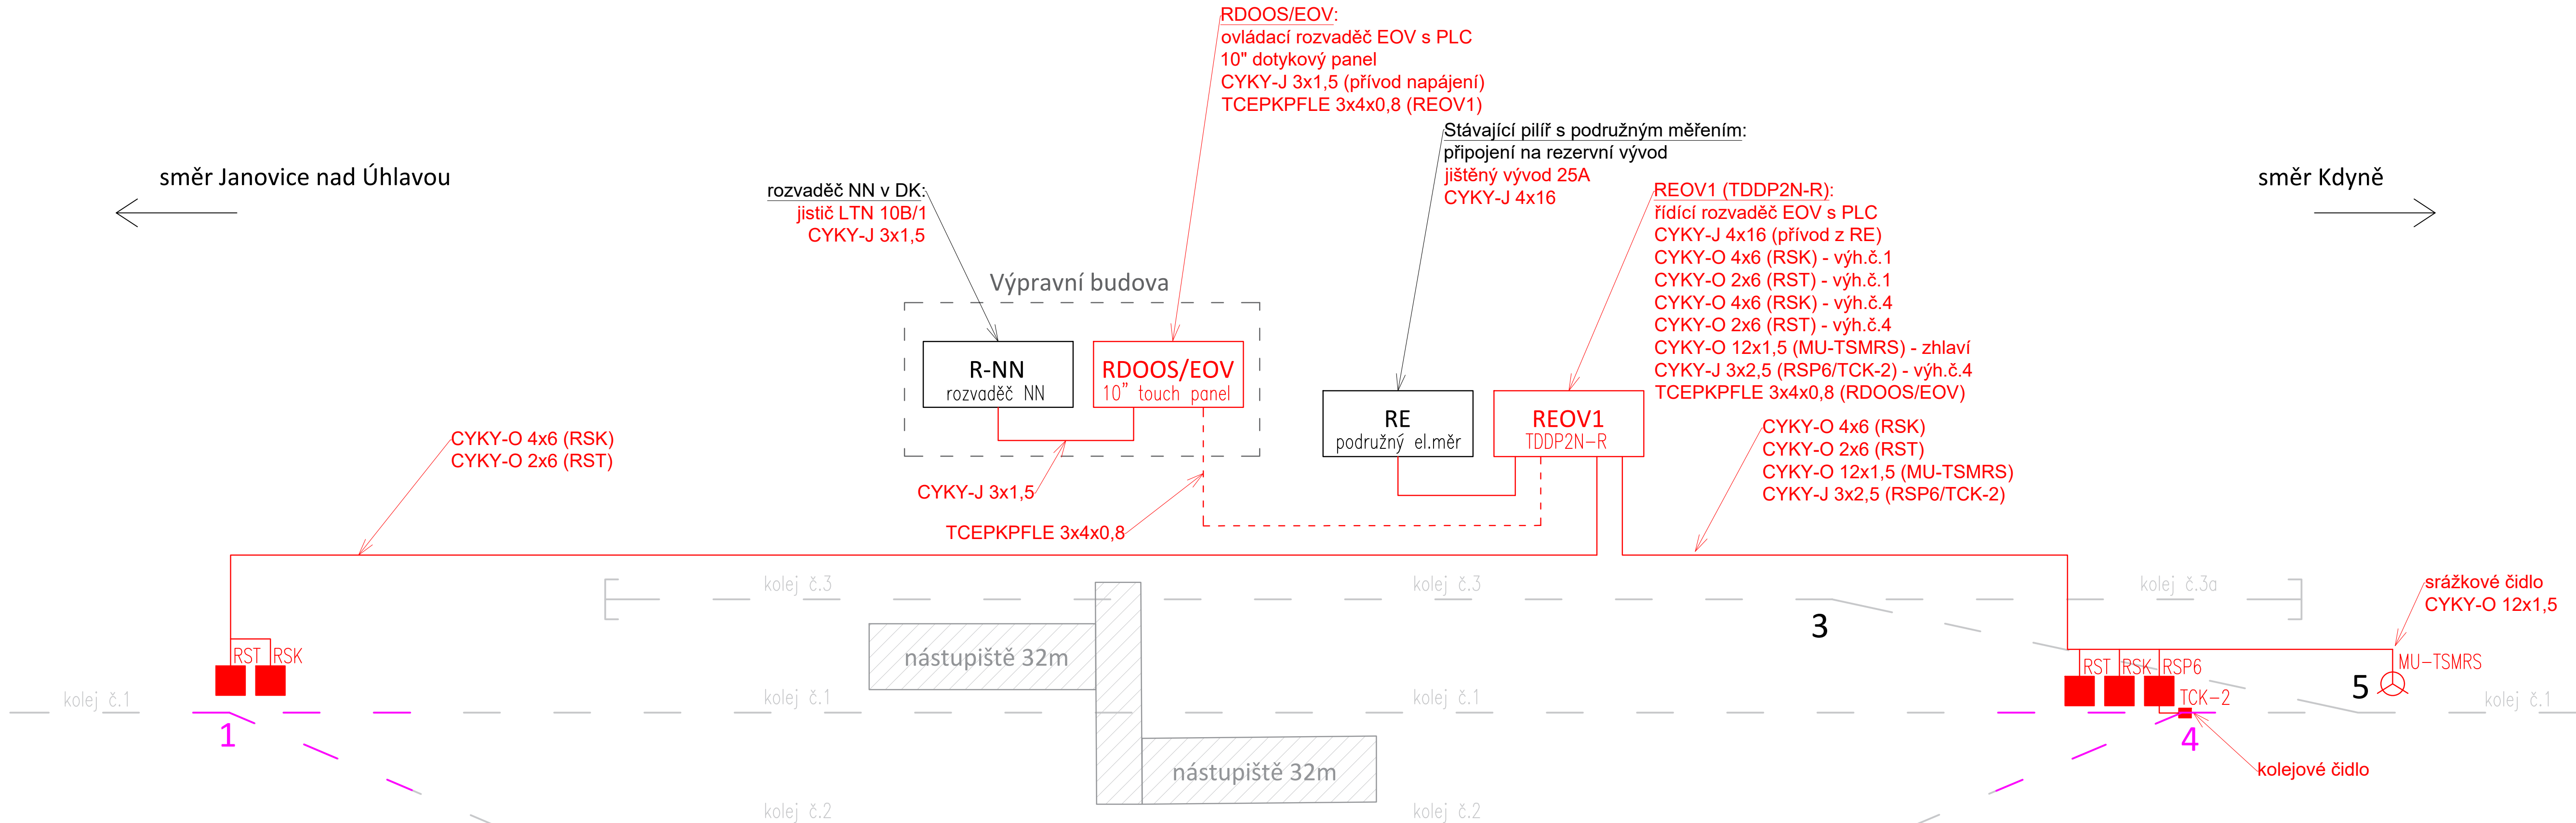 RDOOS/EOV:
ovládací rozvaděč EOV s PLC
10" dotykový panel
CYKY-J 3x1,5 (přívod napájení)
TCEPKPFLE 3x4x0,8 (REOV1)
Stávající pilíř s podružným měřením:
připojení na rezervní vývod
jištěný vývod 25A
CYKY-J 4x16
směr Janovice nad Úhlavou
směr Kdyně
rozvaděč NN v DK:
jistič LTN 10B/1
CYKY-J 3x1,5
REOV1 (TDDP2N-R):
řídící rozvaděč EOV s PLC
CYKY-J 4x16 (přívod z RE)
CYKY-O 4x6 (RSK) - výh.č.1
CYKY-O 2x6 (RST) - výh.č.1
CYKY-O 4x6 (RSK) - výh.č.4
CYKY-O 2x6 (RST) - výh.č.4
CYKY-O 12x1,5 (MU-TSMRS) - zhlaví
CYKY-J 3x2,5 (RSP6/TCK-2) - výh.č.4
TCEPKPFLE 3x4x0,8 (RDOOS/EOV)
Výpravní budova
R-NN
rozvaděč NN
RDOOS/EOV
10" touch panel
RE
podružný el.měr
REOV1
TDDP2N-R
CYKY-O 4x6 (RSK)
CYKY-O 2x6 (RST)
CYKY-O 4x6 (RSK)
CYKY-O 2x6 (RST)
CYKY-O 12x1,5 (MU-TSMRS)
CYKY-J 3x2,5 (RSP6/TCK-2)
CYKY-J 3x1,5
TCEPKPFLE 3x4x0,8
kolej č.3
kolej č.3
kolej č.3a
srážkové čidlo
CYKY-O 12x1,5
3
RST
RSK
nástupiště 32m
RST
RSK
RSP6
MU-TSMRS
5
TCK-2
kolej č.1
kolej č.1
kolej č.1
kolej č.1
1
4
nástupiště 32m
kolejové čidlo
kolej č.2
kolej č.2